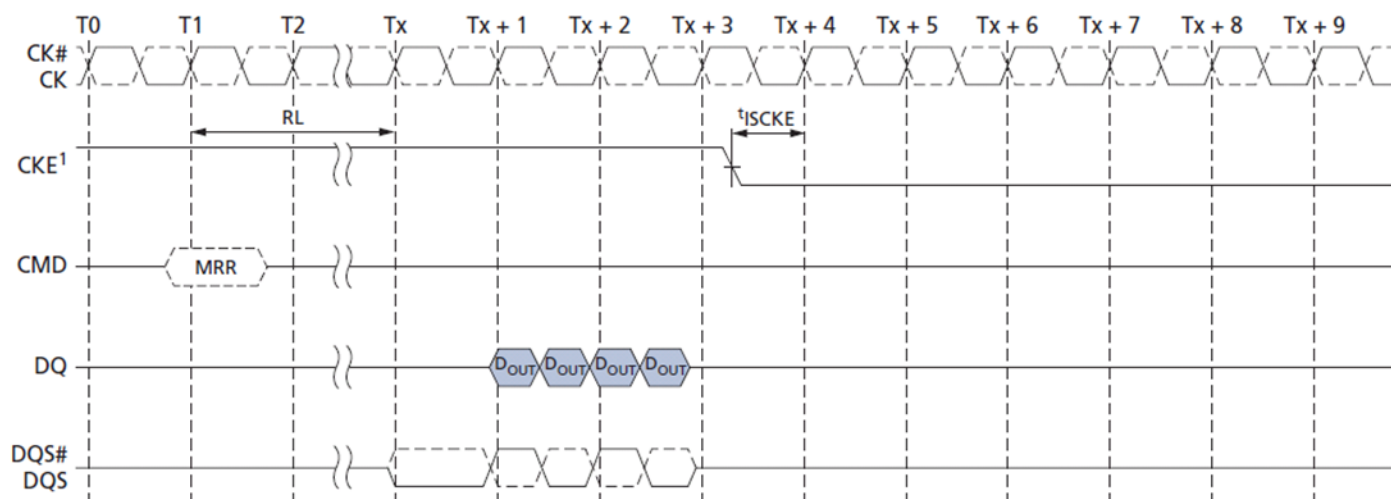 T0 T1 T2 Tx Tx + 1 Tx + 2 Tx + 3 Tx + 4 Tx + 5 Tx + 6 Tx + 7 Tx + 8 Tx + 9
CK#
CK
RL
tISCKE
CKE1
CMD MRR
DQ DOUT DOUT DOUT DOUT
DQS#
DQS